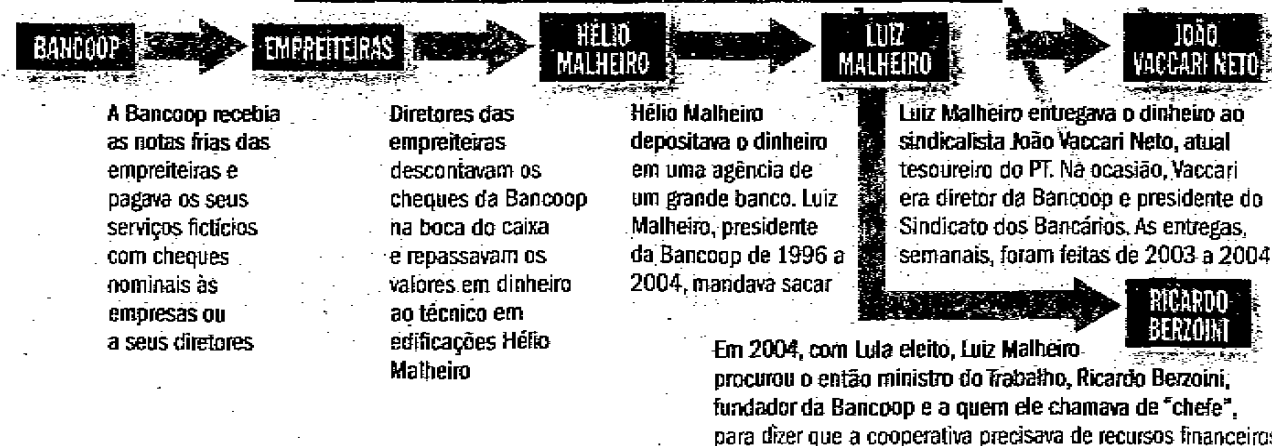 BANCOOP
EMPREITEIRAS
HÉLIO
MALHEIRO
LUIZ
MALHEIRO
JOÃO
VACCARI NETO
A Bancoop recebia
as notas frias das
empreiteiras e
pagava os seus
serviços fictícios
com cheques
nominais às
empresas ou
a seus diretores
Diretores das
empreiteiras
descontavam os
cheques da Bancoop
na boca do caixa
e repassavam os
valores em dinheiro
ao técnico em
edificações Hélio
Malheiro
Hélio Malheiro
depositava o dinheiro
em uma agência de
um grande banco. Luiz
Malheiro, presidente
da Bancoop de 1996 a
2004, mandava sacar
Luiz Malheiro entregava o dinheiro ao
sindicalista João Vaccari Neto, atual
tesoureiro do PT. Na ocasião, Vaccari
era diretor da Bancoop e presidente do
Sindicato dos Bancários. As entregas,
semanais, foram feitas de 2003 a 2004
RICARDO
BERZOINI
Em 2004, com Lula eleito, Luiz Malheiro
procurou o então ministro do Trabalho, Ricardo Berzoini,
fundador da Bancoop e a quem ele chamava de "chefe",
para dizer que a cooperativa precisava de recursos financeiros